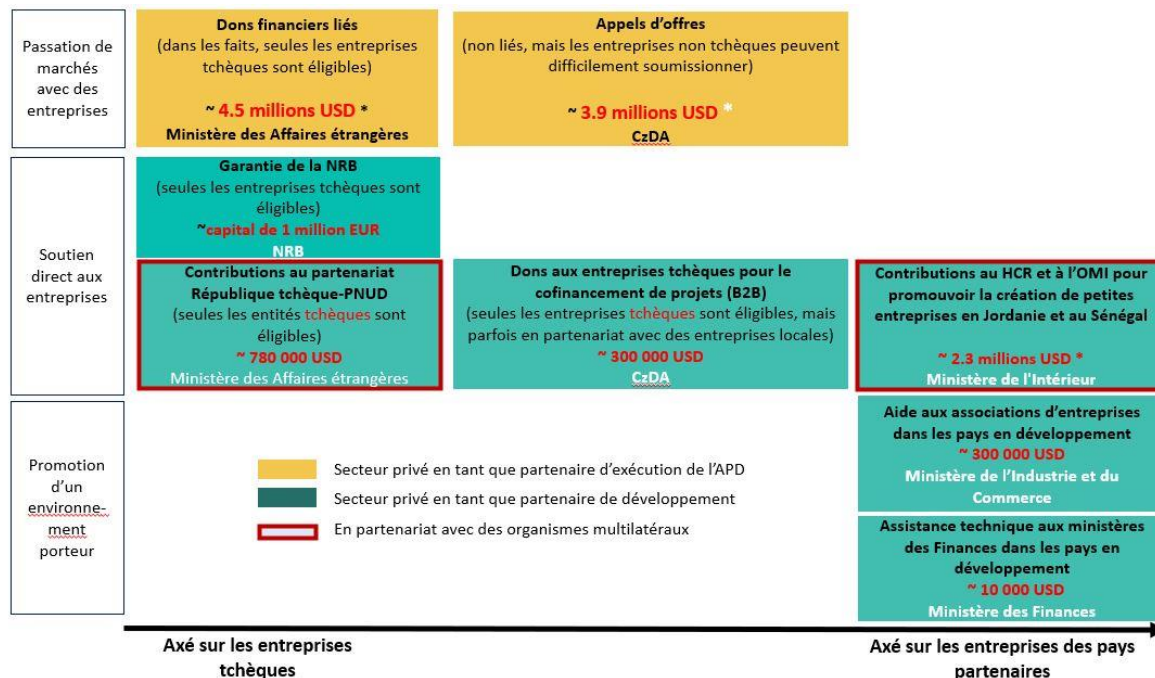 Passation de
marchés
avec des
entreprises
Dons financiers liés
(dans les faits, seules les entreprises
tchèques sont éligibles)
~ 4.5 millions USD *
Ministère des Affaires étrangères
Appels d’offres
(non liés, mais les entreprises non tchèques peuvent
difficilement soumissionner)
~ 3.9 millions USD *
CzDA
Soutien
direct aux
entreprises
Garantie de la NRB
(seules les entreprises tchèques sont
éligibles)
~capital de 1 million EUR
NRB
Contributions au partenariat
République tchèque-PNUD
(seules les entités tchèques sont
éligibles)
~ 780 000 USD
Ministère des Affaires étrangères
Dons aux entreprises tchèques pour le
cofinancement de projets (B2B)
(seules les entreprises tchèques sont éligibles, mais
parfois en partenariat avec des entreprises locales)
~ 300 000 USD
CzDA
Contributions au HCR et à l’OMI pour
promouvoir la création de petites
entreprises en Jordanie et au Sénégal
~ 2.3 millions USD *
Ministère de l'Intérieur
Promotion
d’un
environne-
ment
porteur
Aide aux associations d’entreprises
dans les pays en développement
~ 300 000 USD
Ministère de l’Industrie et du
Commerce
Assistance technique aux ministères
des Finances dans les pays en
développement
~ 10 000 USD
Ministère des Finances
Secteur privé en tant que partenaire d’exécution de l’APD
Secteur privé en tant que partenaire de développement
En partenariat avec des organismes multilatéraux
Axé sur les entreprises
tchèques
Axé sur les entreprises des pays
partenaires